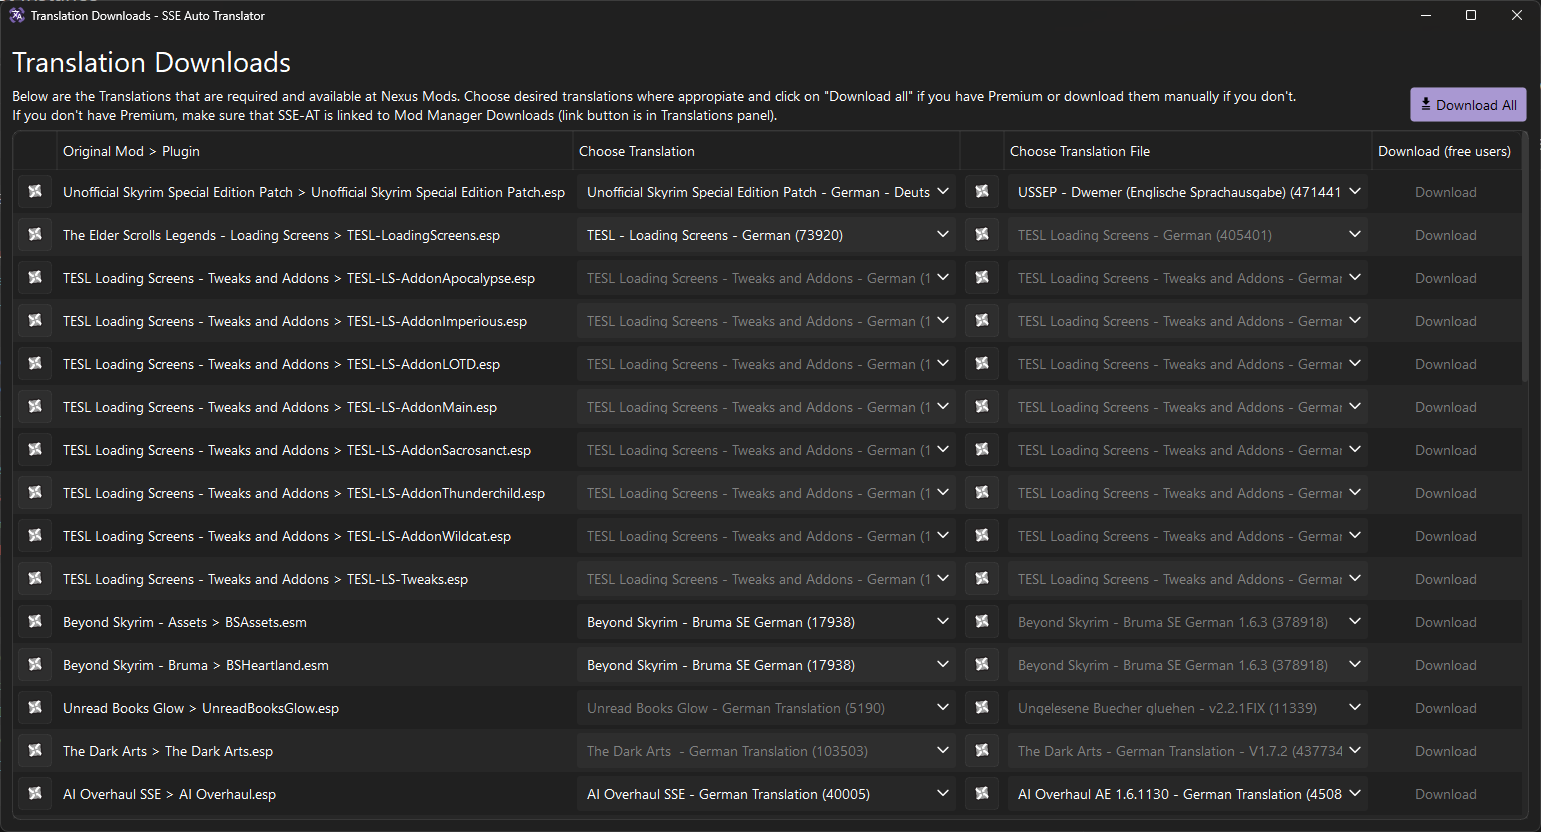 Translation Downloads - SSE Auto Translator
Translation Downloads
Below are the Translations that are required and available at Nexus Mods. Choose desired translations where appropiate and click on "Download all" if you have Premium or download them manually if you don't.
If you don't have Premium, make sure that SSE-AT is linked to Mod Manager Downloads (link button is in Translations panel).
Download All
Original Mod > Plugin Choose Translation Choose Translation File Download (free users)
Unofficial Skyrim Special Edition Patch > Unofficial Skyrim Special Edition Patch.esp Unofficial Skyrim Special Edition Patch - German - Deuts USSEP - Dwemer (Englische Sprachausgabe) (471441 Download
The Elder Scrolls Legends - Loading Screens > TESL-LoadingScreens.esp TESL - Loading Screens - German (73920) TESL Loading Screens - German (405401) Download
TESL Loading Screens - Tweaks and Addons > TESL-LS-AddonApocalypse.esp TESL Loading Screens - Tweaks and Addons - German (1 TESL Loading Screens - Tweaks and Addons - Germar Download
TESL Loading Screens - Tweaks and Addons > TESL-LS-AddonImperious.esp TESL Loading Screens - Tweaks and Addons - German (1 TESL Loading Screens - Tweaks and Addons - Germar Download
TESL Loading Screens - Tweaks and Addons > TESL-LS-AddonLOTD.esp TESL Loading Screens - Tweaks and Addons - German (1 TESL Loading Screens - Tweaks and Addons - Germar Download
TESL Loading Screens - Tweaks and Addons > TESL-LS-AddonMain.esp TESL Loading Screens - Tweaks and Addons - German (1 TESL Loading Screens - Tweaks and Addons - Germar Download
TESL Loading Screens - Tweaks and Addons > TESL-LS-AddonSacrosanct.esp TESL Loading Screens - Tweaks and Addons - German (1 TESL Loading Screens - Tweaks and Addons - Germar Download
TESL Loading Screens - Tweaks and Addons > TESL-LS-AddonThunderchild.esp TESL Loading Screens - Tweaks and Addons - German (1 TESL Loading Screens - Tweaks and Addons - Germar Download
TESL Loading Screens - Tweaks and Addons > TESL-LS-AddonWildcat.esp TESL Loading Screens - Tweaks and Addons - German (1 TESL Loading Screens - Tweaks and Addons - Germar Download
TESL Loading Screens - Tweaks and Addons > TESL-LS-Tweaks.esp TESL Loading Screens - Tweaks and Addons - German (1 TESL Loading Screens - Tweaks and Addons - Germar Download
Beyond Skyrim - Assets > BSAssets.esm Beyond Skyrim - Bruma SE German (17938) Beyond Skyrim - Bruma SE German 1.6.3 (378918) Download
Beyond Skyrim - Bruma > BSHeartland.esm Beyond Skyrim - Bruma SE German (17938) Beyond Skyrim - Bruma SE German 1.6.3 (378918) Download
Unread Books Glow > UnreadBooksGlow.esp Unread Books Glow - German Translation (5190) Ungelesene Buecher gluehen - v2.2.1FIX (11339) Download
The Dark Arts > The Dark Arts.esp The Dark Arts - German Translation (103503) The Dark Arts - German Translation - V1.7.2 (437734 Download
AI Overhaul SSE > AI Overhaul.esp AI Overhaul SSE - German Translation (40005) AI Overhaul AE 1.6.1130 - German Translation (4508 Download